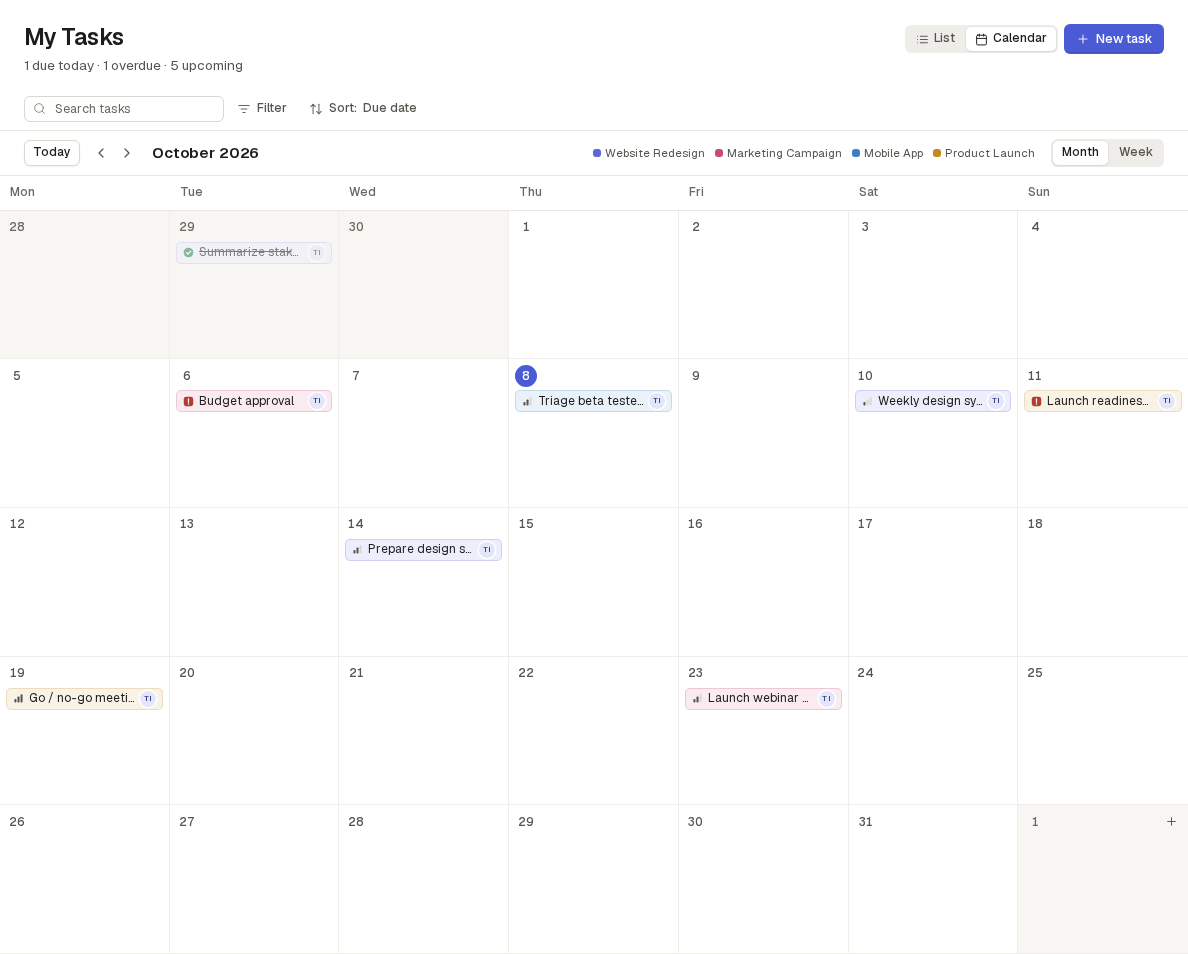 My Tasks
List Calendar New task
1 due today · 1 overdue · 5 upcoming
Search tasks Filter Sort: Due date
Today October 2026 Website Redesign Marketing Campaign Mobile App Product Launch Month Week
Mon Tue Wed Thu Fri Sat Sun
28 29 30 1 2 3 4
Summarize stak… TI
5 6 7 8 9 10 11
Budget approval TI Triage beta teste… TI Weekly design sy… TI Launch readines… TI
12 13 14 15 16 17 18
Prepare design s… TI
19 20 21 22 23 24 25
Go / no-go meeti… TI Launch webinar … TI
26 27 28 29 30 31 1